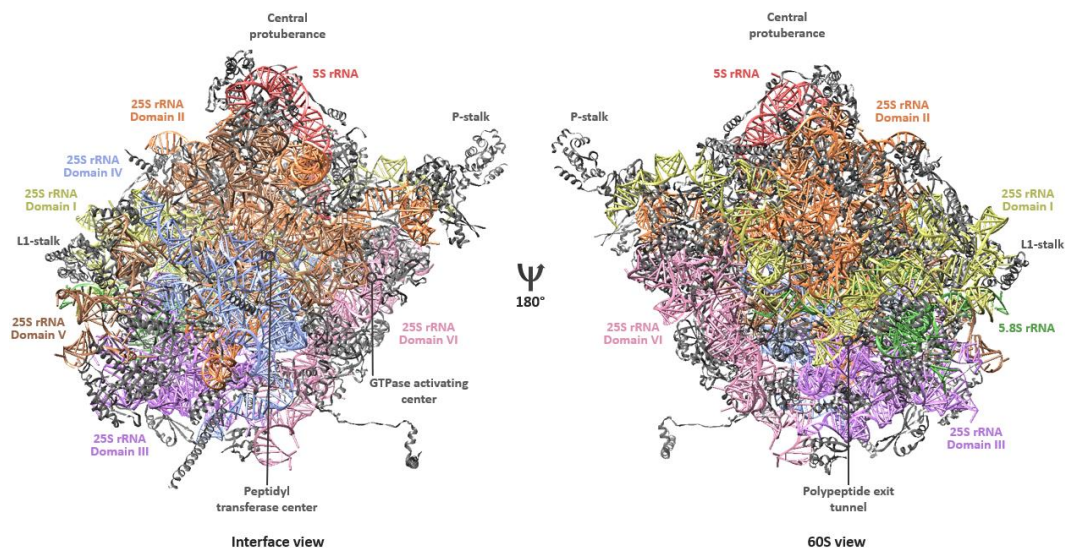 Central
protuberance
5S rRNA
25S rRNA
Domain II
P-stalk
25S rRNA
Domain IV
25S rRNA
Domain I
L1-stalk
25S rRNA
Domain V
25S rRNA
Domain VI
GTPase activating
center
25S rRNA
Domain III
Peptidyl
transferase center
Interface view
180°
Central
protuberance
5S rRNA
25S rRNA
Domain II
P-stalk
25S rRNA
Domain I
L1-stalk
5.8S rRNA
25S rRNA
Domain VI
25S rRNA
Domain III
Polypeptide exit
tunnel
60S view